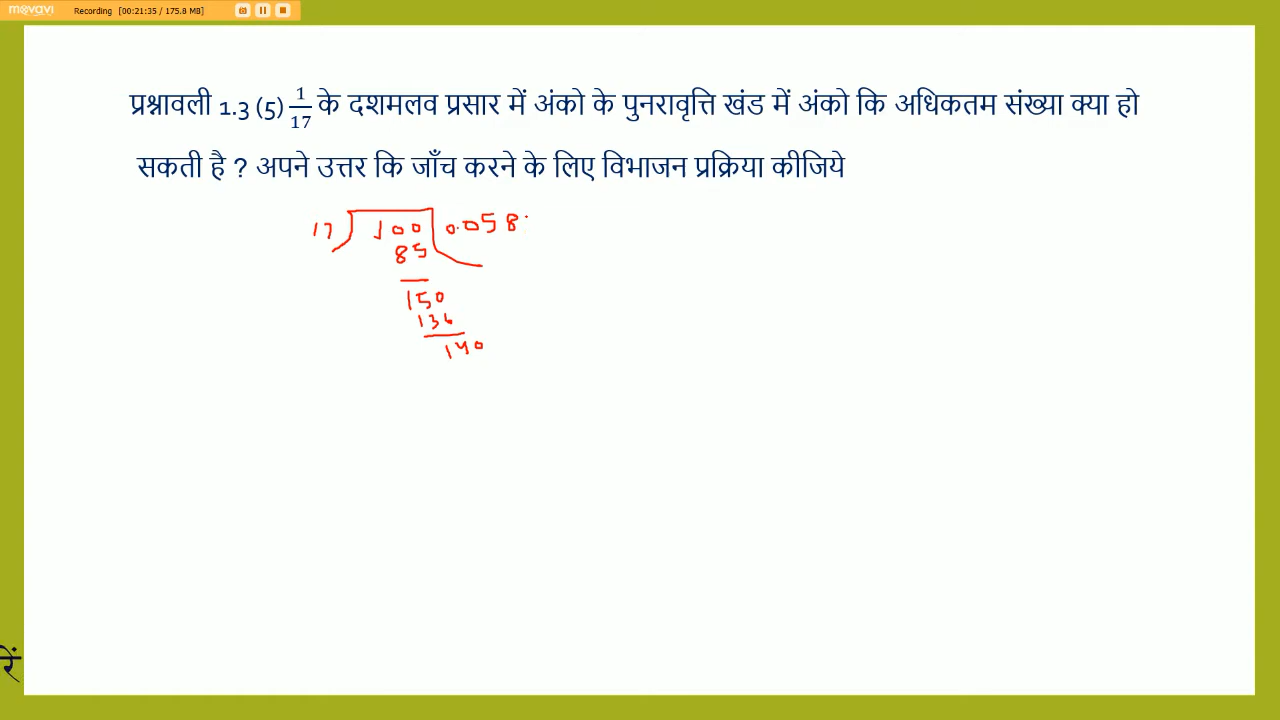 movavi Recording [00:21:35 / 175.8 MB]
प्रश्नावली 1.3 (5) 1/17 के दशमलव प्रसार में अंको के पुनरावृत्ति खंड में अंको कि अधिकतम संख्या क्या हो
सकती है ? अपने उत्तर कि जाँच करने के लिए विभाजन प्रक्रिया कीजिये
17 100 0.058.
85
150
136
140
रें